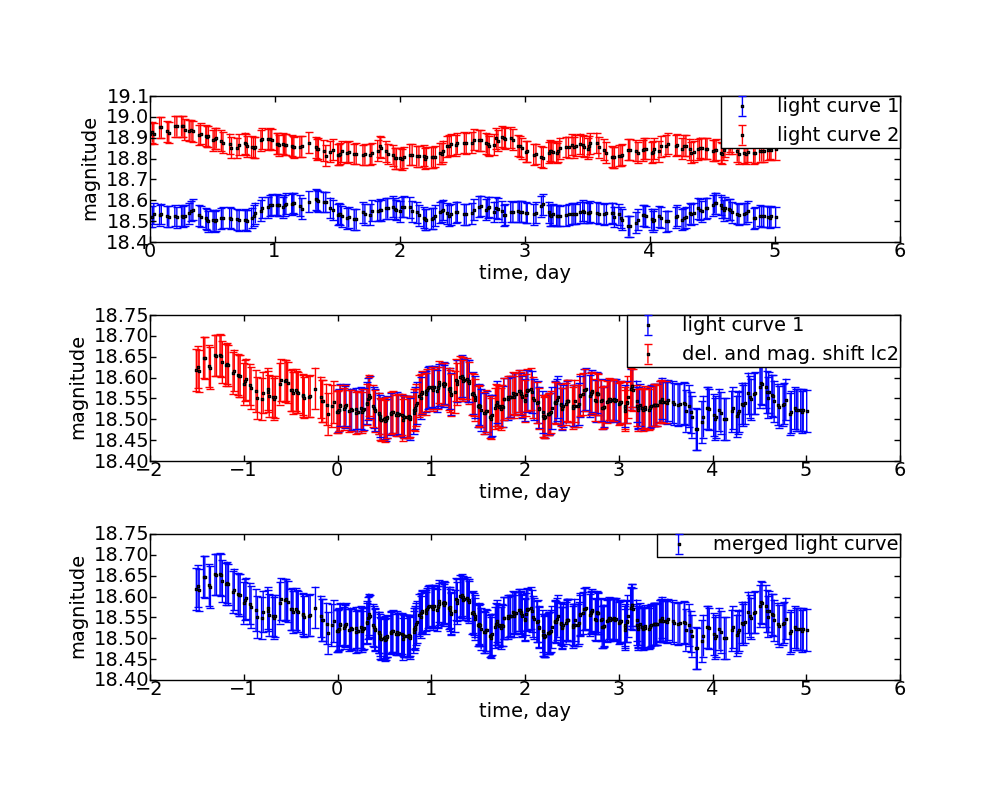 19.1
19.0
18.9
18.8
18.7
18.6
18.5
18.4
magnitude
light curve 1
light curve 2
0 1 2 3 4 5 6
time, day
18.75
18.70
18.65
18.60
18.55
18.50
18.45
18.40
magnitude
light curve 1
del. and mag. shift lc2
−2 −1 0 1 2 3 4 5 6
time, day
18.75
18.70
18.65
18.60
18.55
18.50
18.45
18.40
magnitude
merged light curve
−2 −1 0 1 2 3 4 5 6
time, day